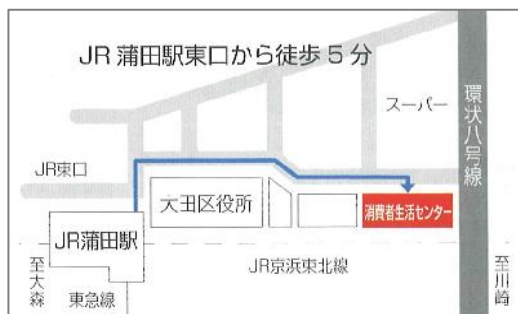 JR蒲田駅東口から徒歩5分
スーパー
環状八号線
JR東口
大田区役所
消費者生活センター
JR蒲田駅
至大森
東急線
JR京浜東北線
至川崎